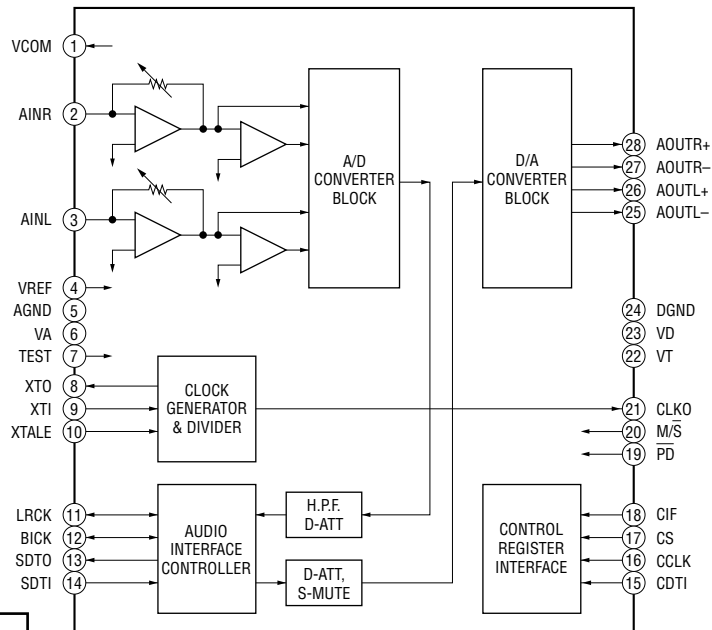 VCOM 1
AINR 2
AINL 3
VREF 4
AGND 5
VA 6
TEST 7
XTO 8
XTI 9
XTALE 10
LRCK 11
BICK 12
SDTO 13
SDTI 14
A/D
CONVERTER
BLOCK
D/A
CONVERTER
BLOCK
CLOCK
GENERATOR
& DIVIDER
AUDIO
INTERFACE
CONTROLLER
H.P.F.
D-ATT
D-ATT,
S-MUTE
CONTROL
REGISTER
INTERFACE
28 AOUTR+
27 AOUTR–
26 AOUTL+
25 AOUTL–
24 DGND
23 VD
22 VT
21 CLKO
20 M/S̅
19 P̅D̅
18 CIF
17 CS
16 CCLK
15 CDTI